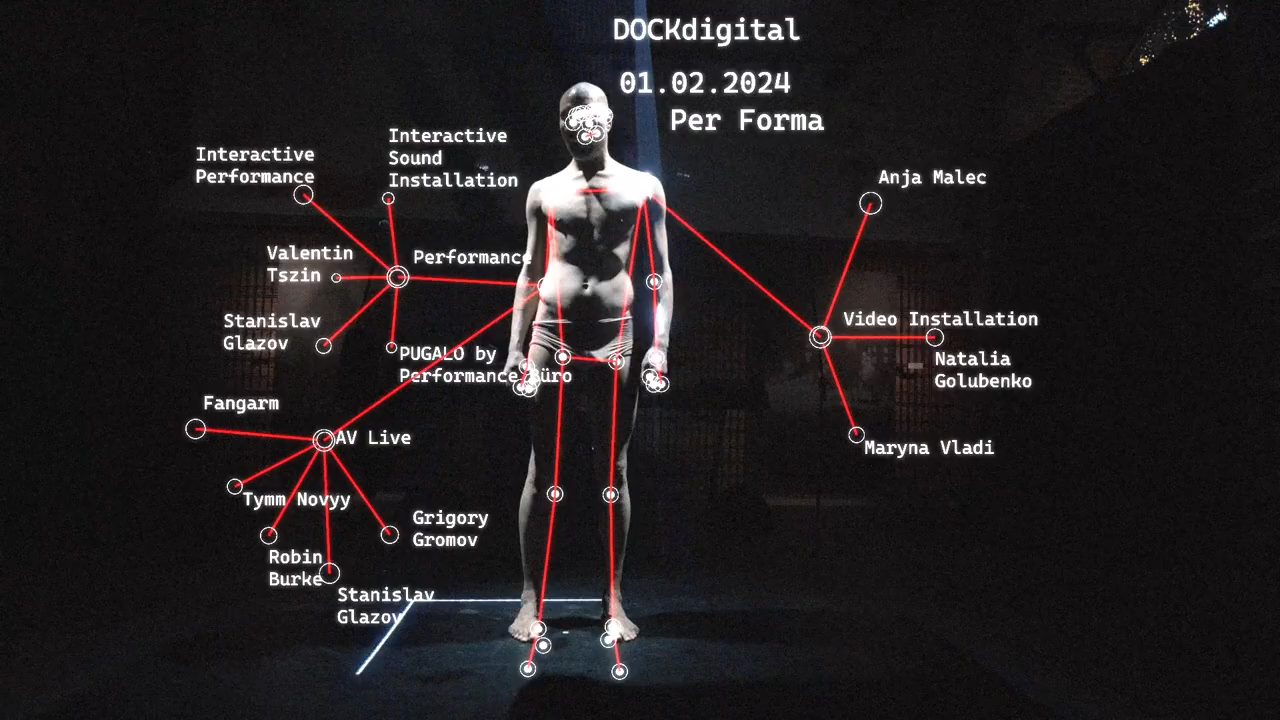 DOCKdigital
01.02.2024
Per Forma
Interactive
Performance
Interactive
Sound
Installation
Valentin
Tszin
Performance
Stanislav
Glazov
PUGALO by
Performance Büro
Fangarm
AV Live
Tymm Novyy
Robin
Burke
Stanislav
Glazov
Grigory
Gromov
Anja Malec
Video Installation
Natalia
Golubenko
Maryna Vladi